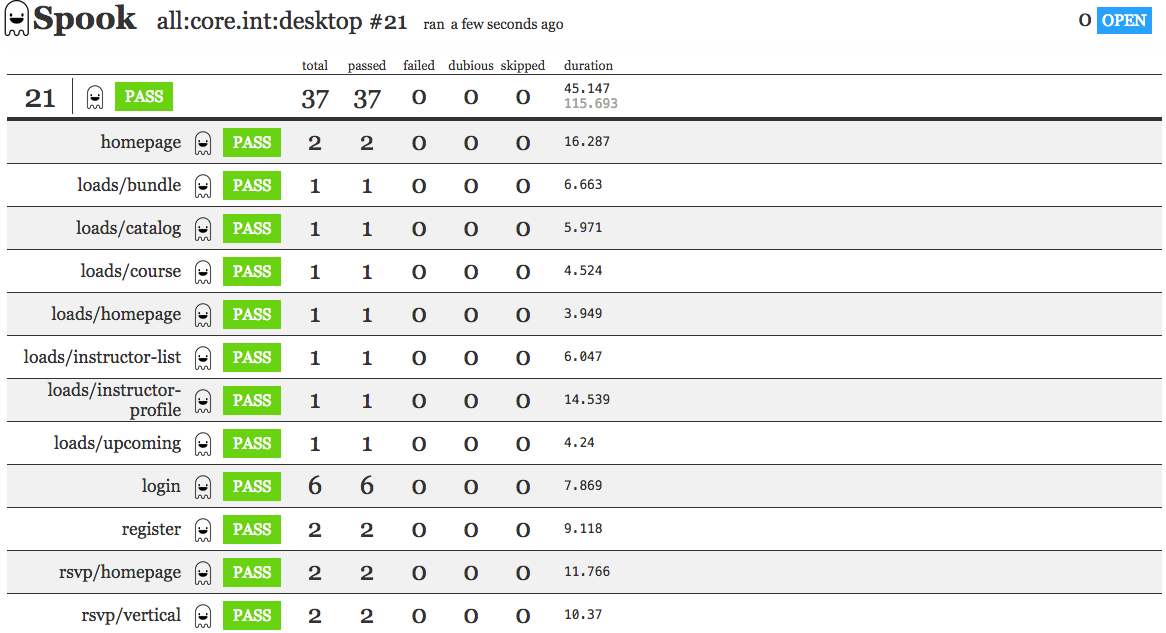 Spook all:core.int:desktop #21 ran a few seconds ago 0 OPEN
total passed failed dubious skipped duration
21 PASS 37 37 0 0 0 45.147
115.693
homepage PASS 2 2 0 0 0 16.287
loads/bundle PASS 1 1 0 0 0 6.663
loads/catalog PASS 1 1 0 0 0 5.971
loads/course PASS 1 1 0 0 0 4.524
loads/homepage PASS 1 1 0 0 0 3.949
loads/instructor-list PASS 1 1 0 0 0 6.047
loads/instructor-
profile PASS 1 1 0 0 0 14.539
loads/upcoming PASS 1 1 0 0 0 4.24
login PASS 6 6 0 0 0 7.869
register PASS 2 2 0 0 0 9.118
rsvp/homepage PASS 2 2 0 0 0 11.766
rsvp/vertical PASS 2 2 0 0 0 10.37